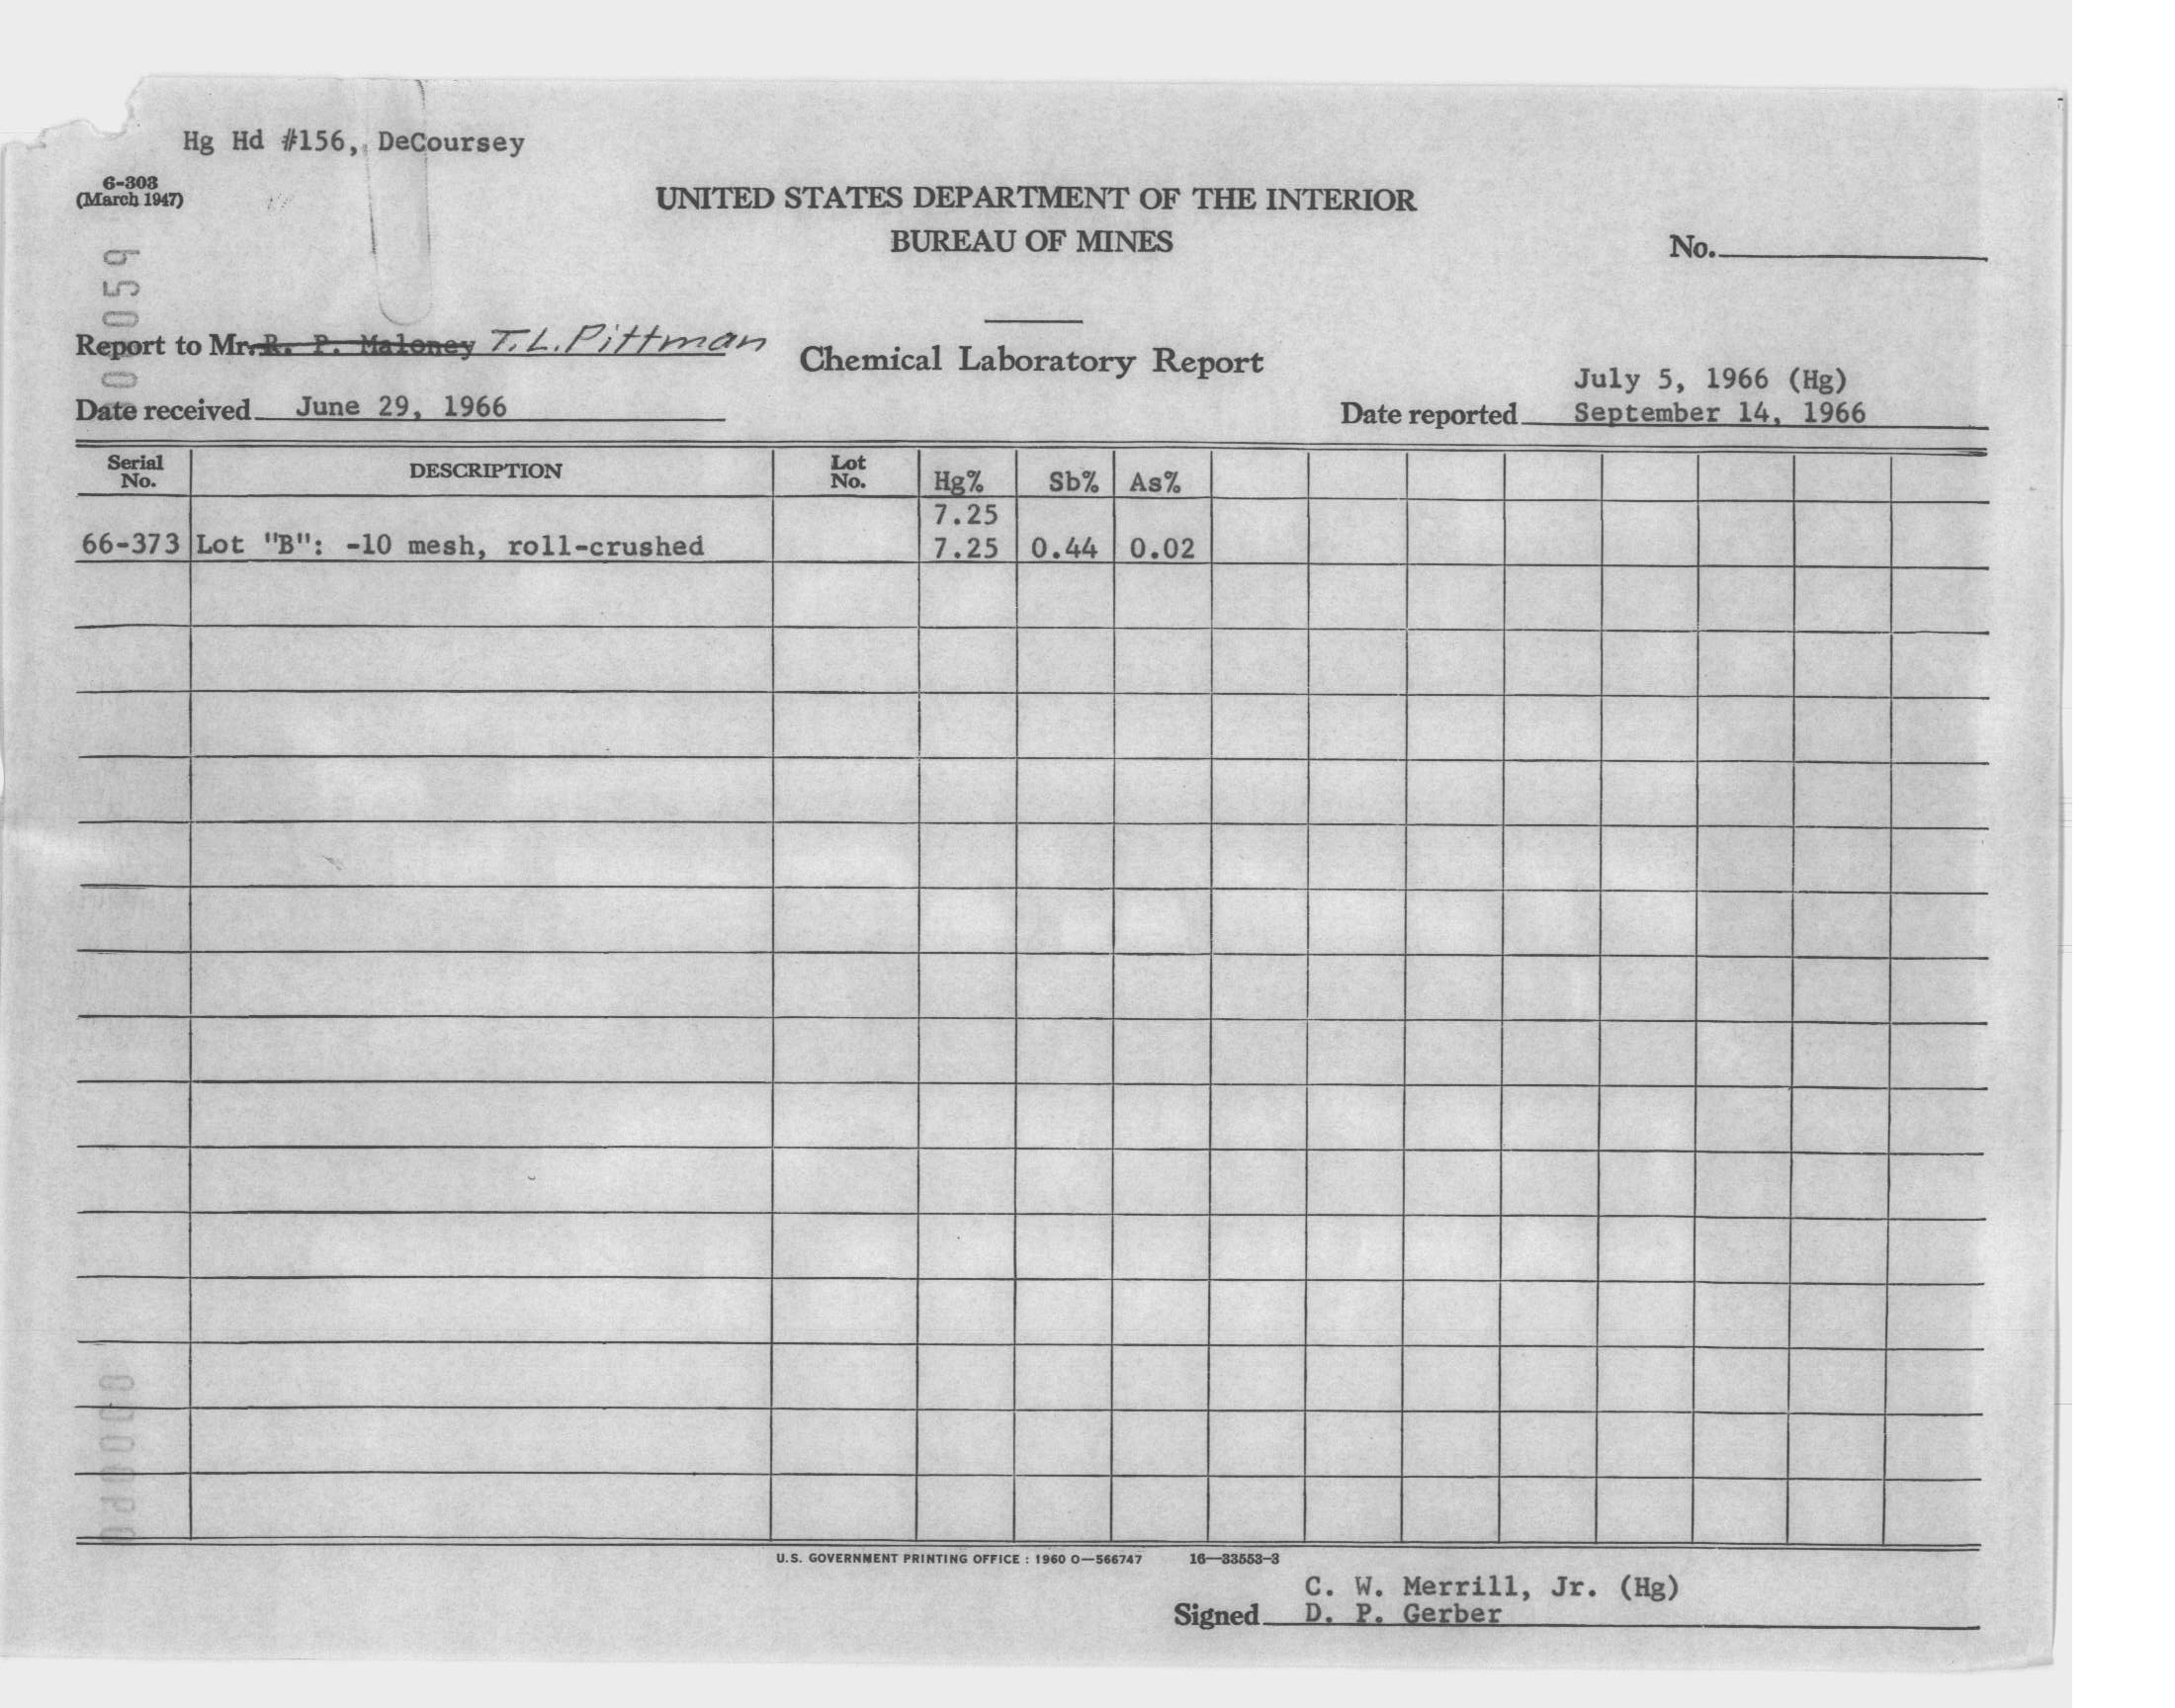 Hg Hd #156, DeCoursey
6-303
(March 1947)
UNITED STATES DEPARTMENT OF THE INTERIOR
BUREAU OF MINES
No.
Report to Mr. R. P. Maloney T.L. Pittman
Chemical Laboratory Report
July 5, 1966 (Hg)
Date received June 29, 1966
Date reported September 14, 1966
Serial No. DESCRIPTION Lot No. Hg% Sb% As%
7.25
66-373 Lot "B": -10 mesh, roll-crushed 7.25 0.44 0.02
U.S. GOVERNMENT PRINTING OFFICE : 1960 O—566747 16—33553-3
C. W. Merrill, Jr. (Hg)
Signed D. P. Gerber